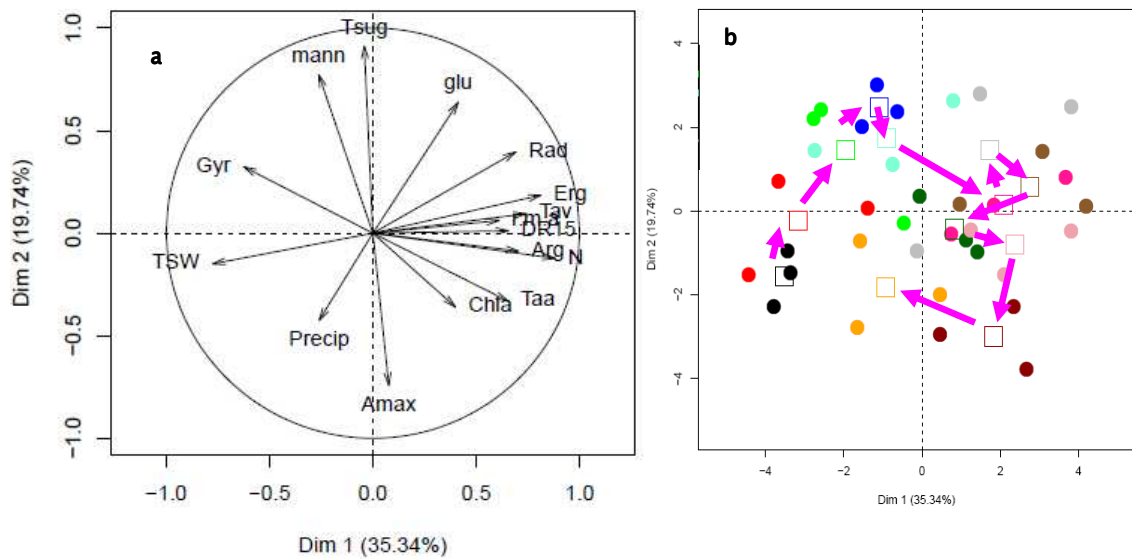 a
Tsug
mann
glu
Gyr
Rad
Erg
Tav
DR15
Arg
N
TSW
Taa
Chla
Precip
Amax
1.0
0.5
0.0
−0.5
−1.0
Dim 2 (19.74%)
−1.0 −0.5 0.0 0.5 1.0
Dim 1 (35.34%)
b
4
2
0
-2
-4
Dim 2 (19.74%)
-4 -2 0 2 4
Dim 1 (35.34%)